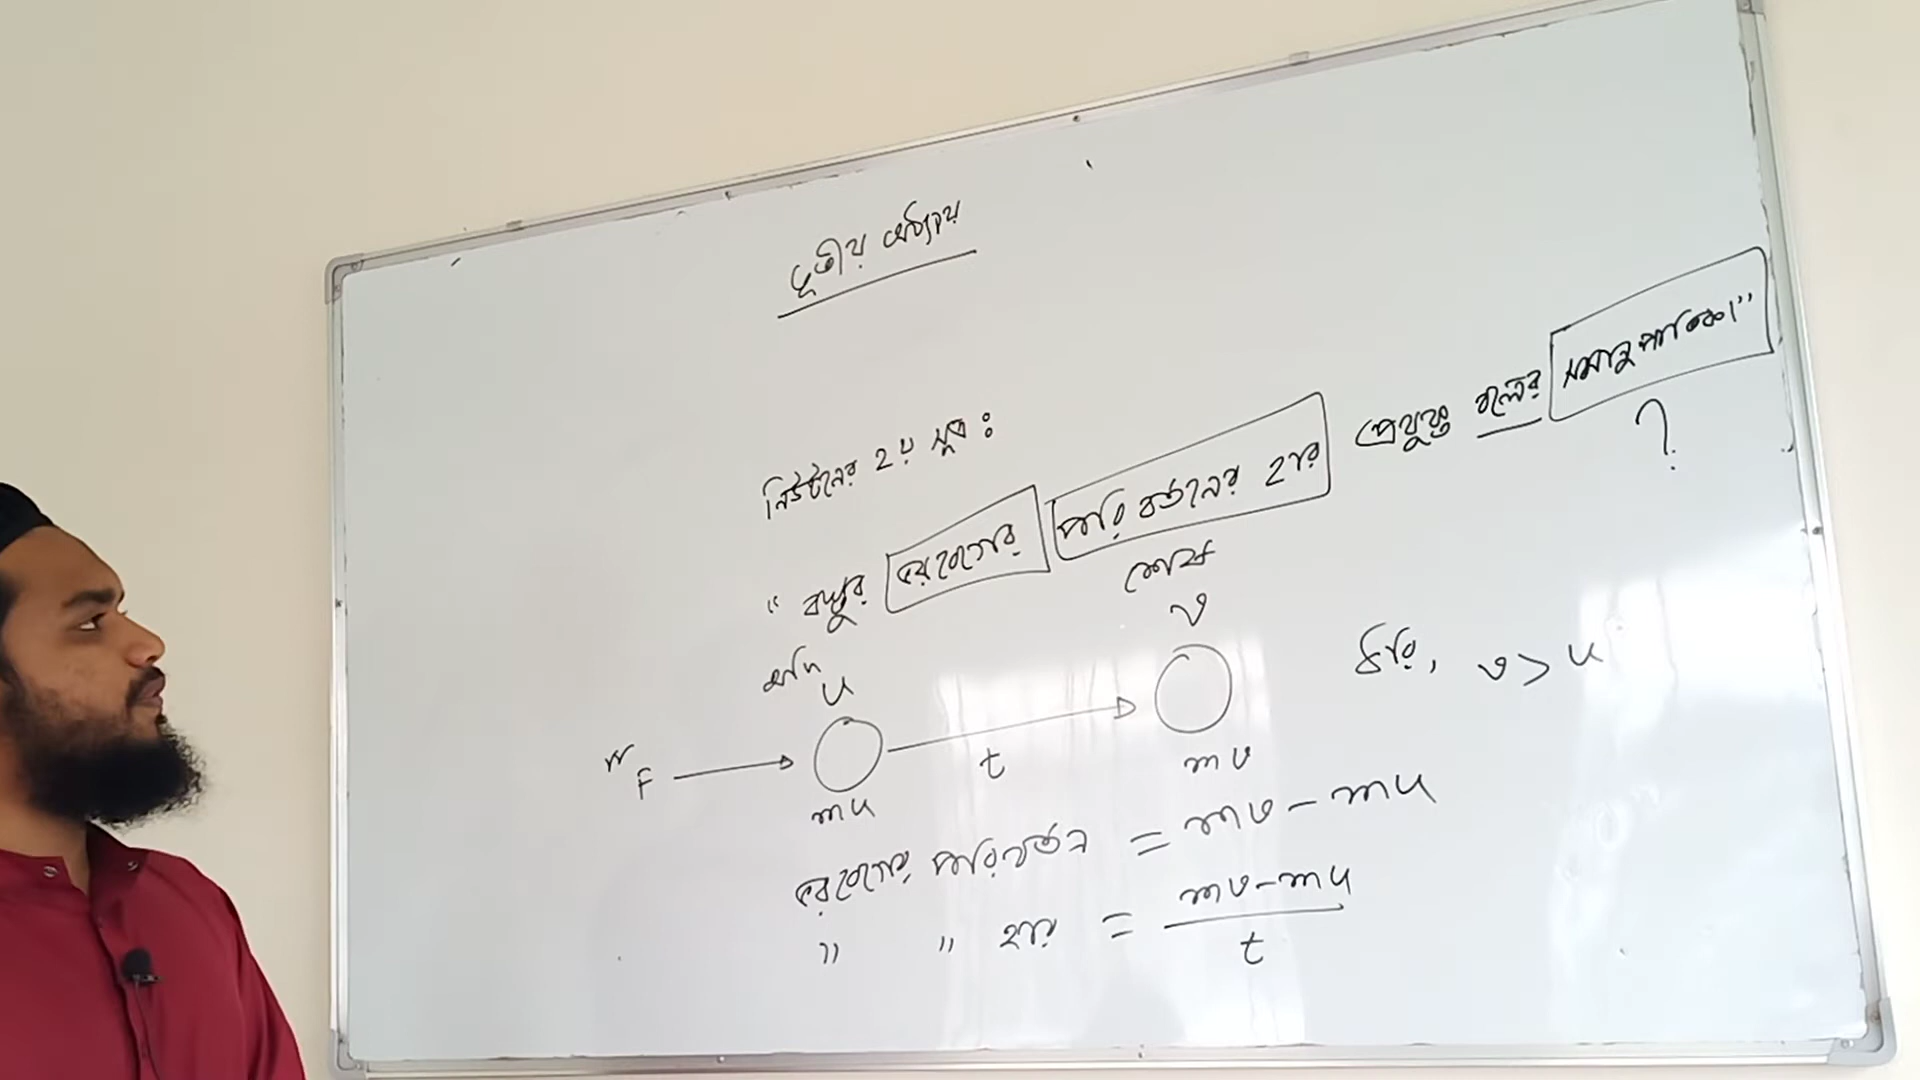 তৃতীয় অধ্যায়
নিউটনের ২য় সূত্র :
" বস্তুর ভরবেগের পরিবর্তনের হার প্রযুক্ত বলের সমানুপাতিক।"
?
আদি শেষ
u v
ধরি, v > u
F t
mu mv
ভরবেগের পরিবর্তন = mv - mu
" " হার = mv - mu / t